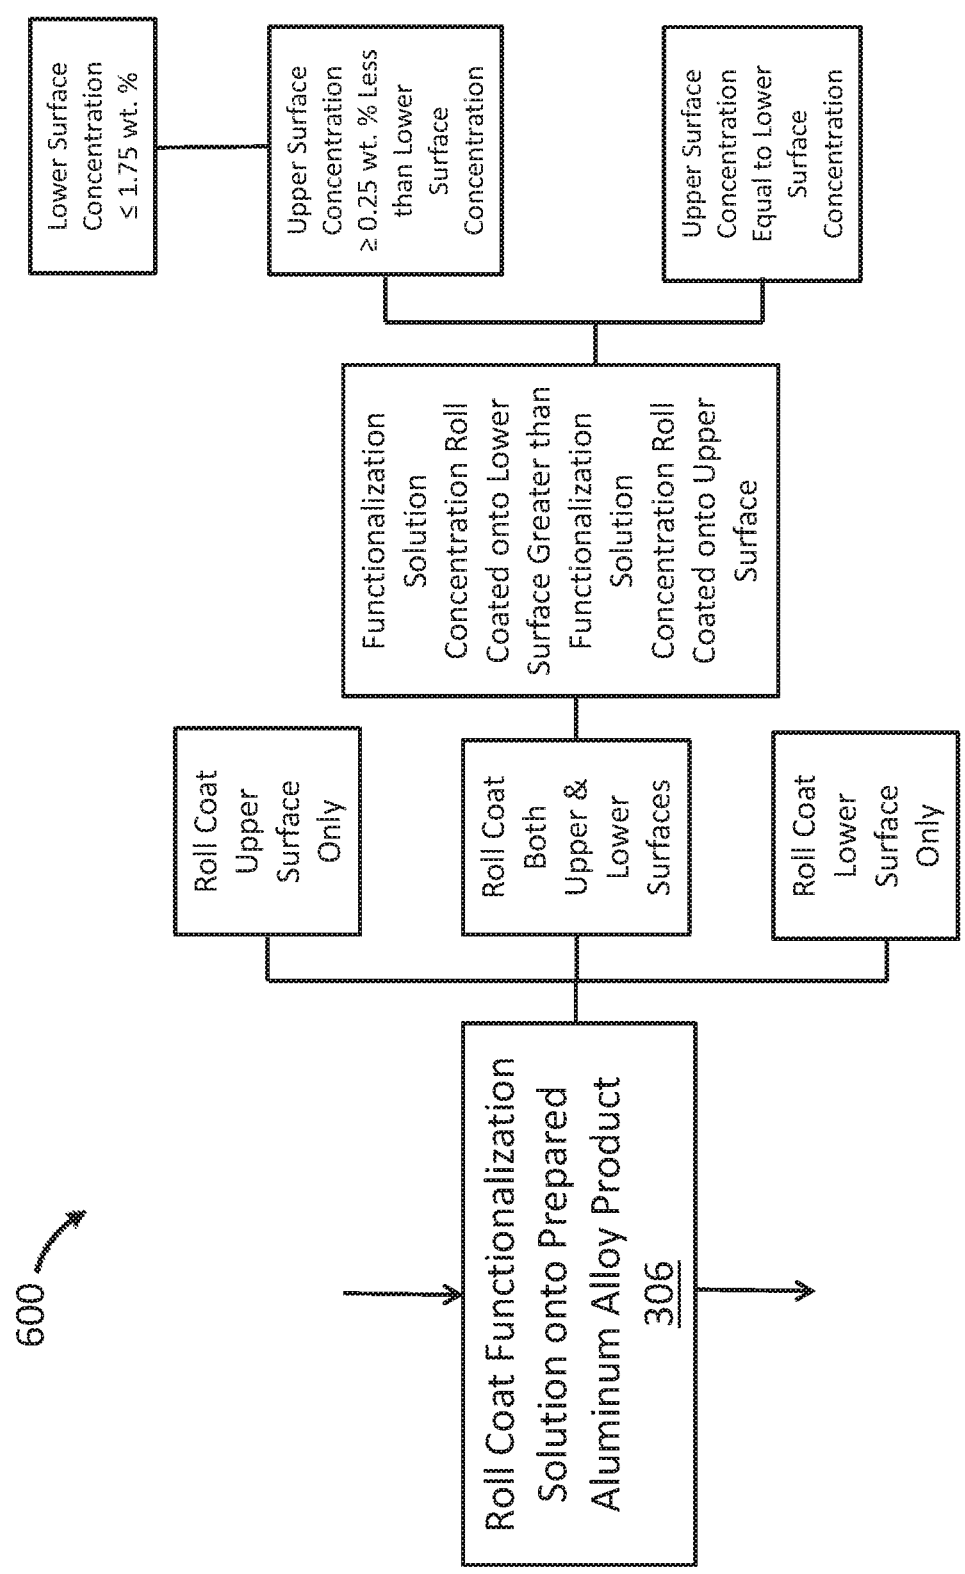 600
Roll Coat Functionalization
Solution onto Prepared
Aluminum Alloy Product
306
Roll Coat
Upper
Surface
Only
Roll Coat
Both
Upper &
Lower
Surfaces
Roll Coat
Lower
Surface
Only
Functionalization
Solution
Concentration Roll
Coated onto Lower
Surface Greater than
Functionalization
Solution
Concentration Roll
Coated onto Upper
Surface
Lower Surface
Concentration
≤ 1.75 wt. %
Upper Surface
Concentration
≥ 0.25 wt. % Less
than Lower
Surface
Concentration
Upper Surface
Concentration
Equal to Lower
Surface
Concentration